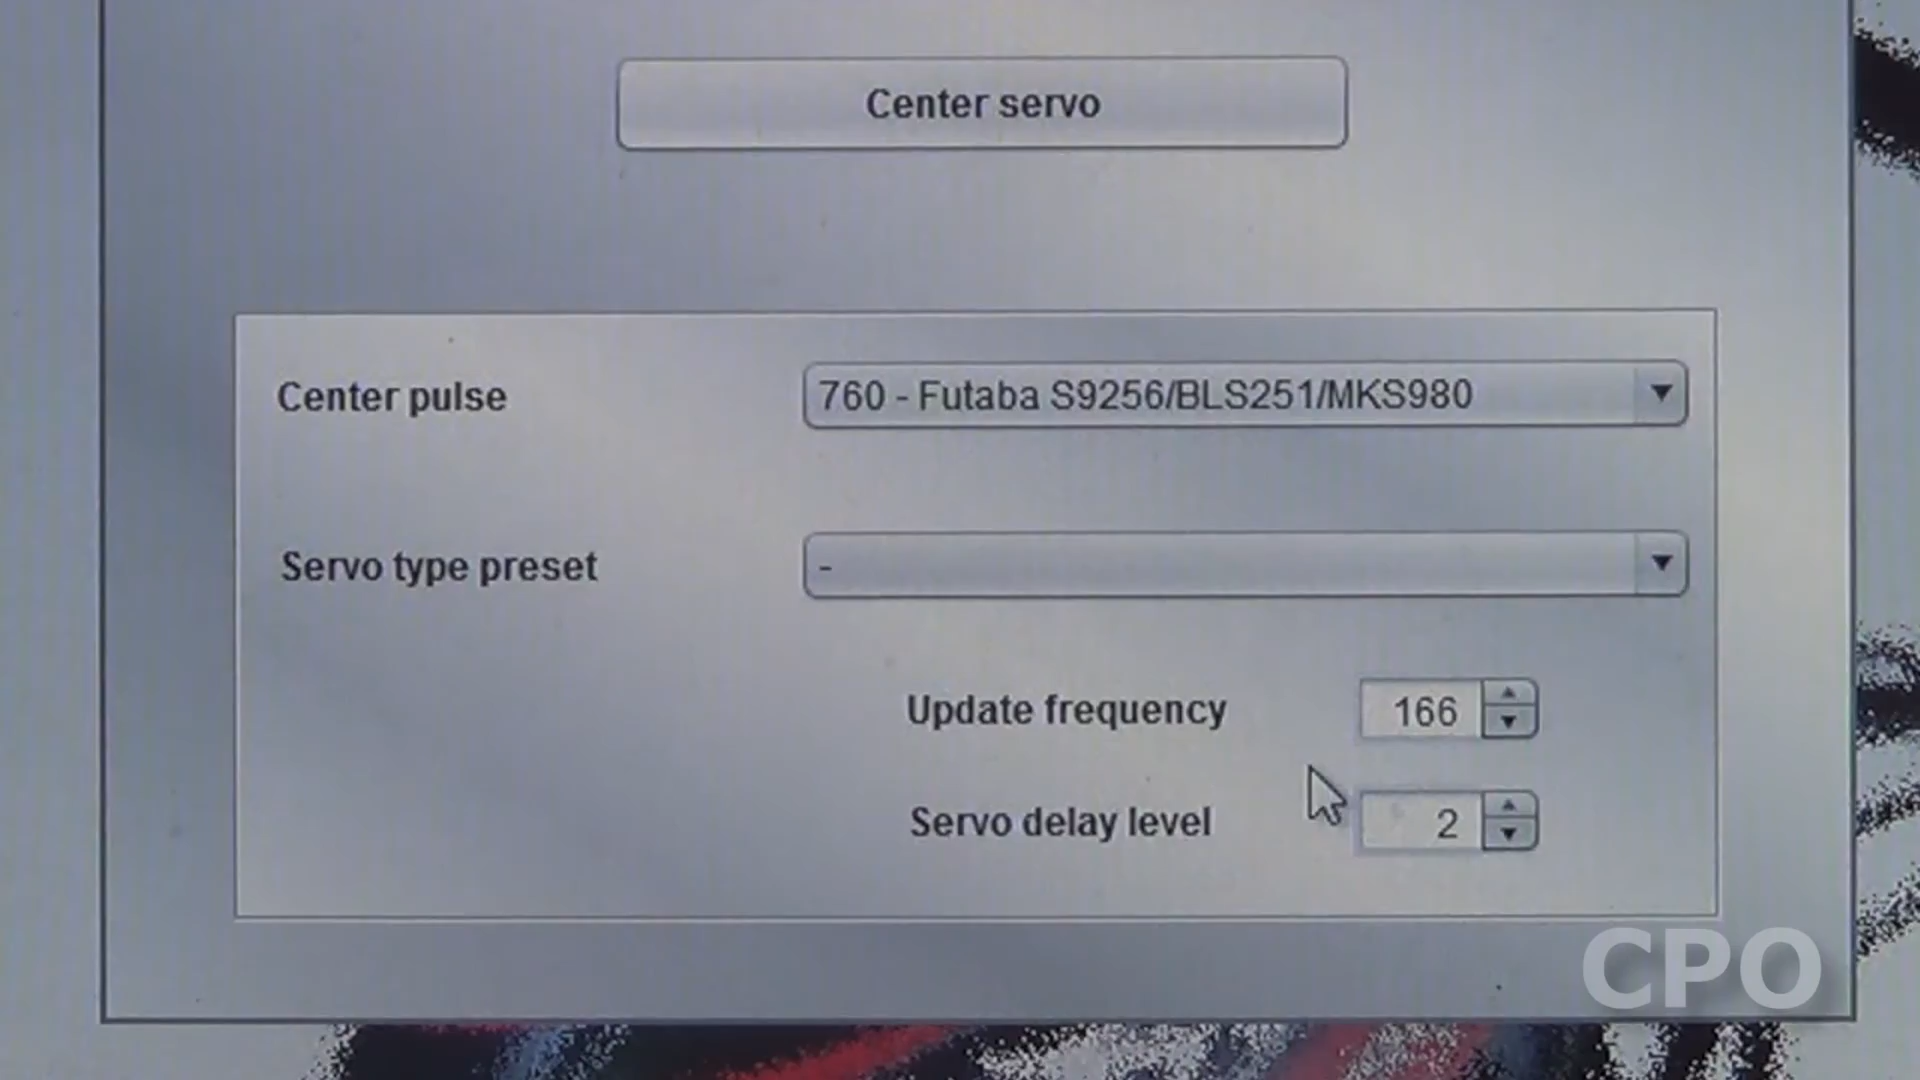 Center servo
Center pulse
760 - Futaba S9256/BLS251/MKS980
Servo type preset
-
Update frequency
166
Servo delay level
2
CPO